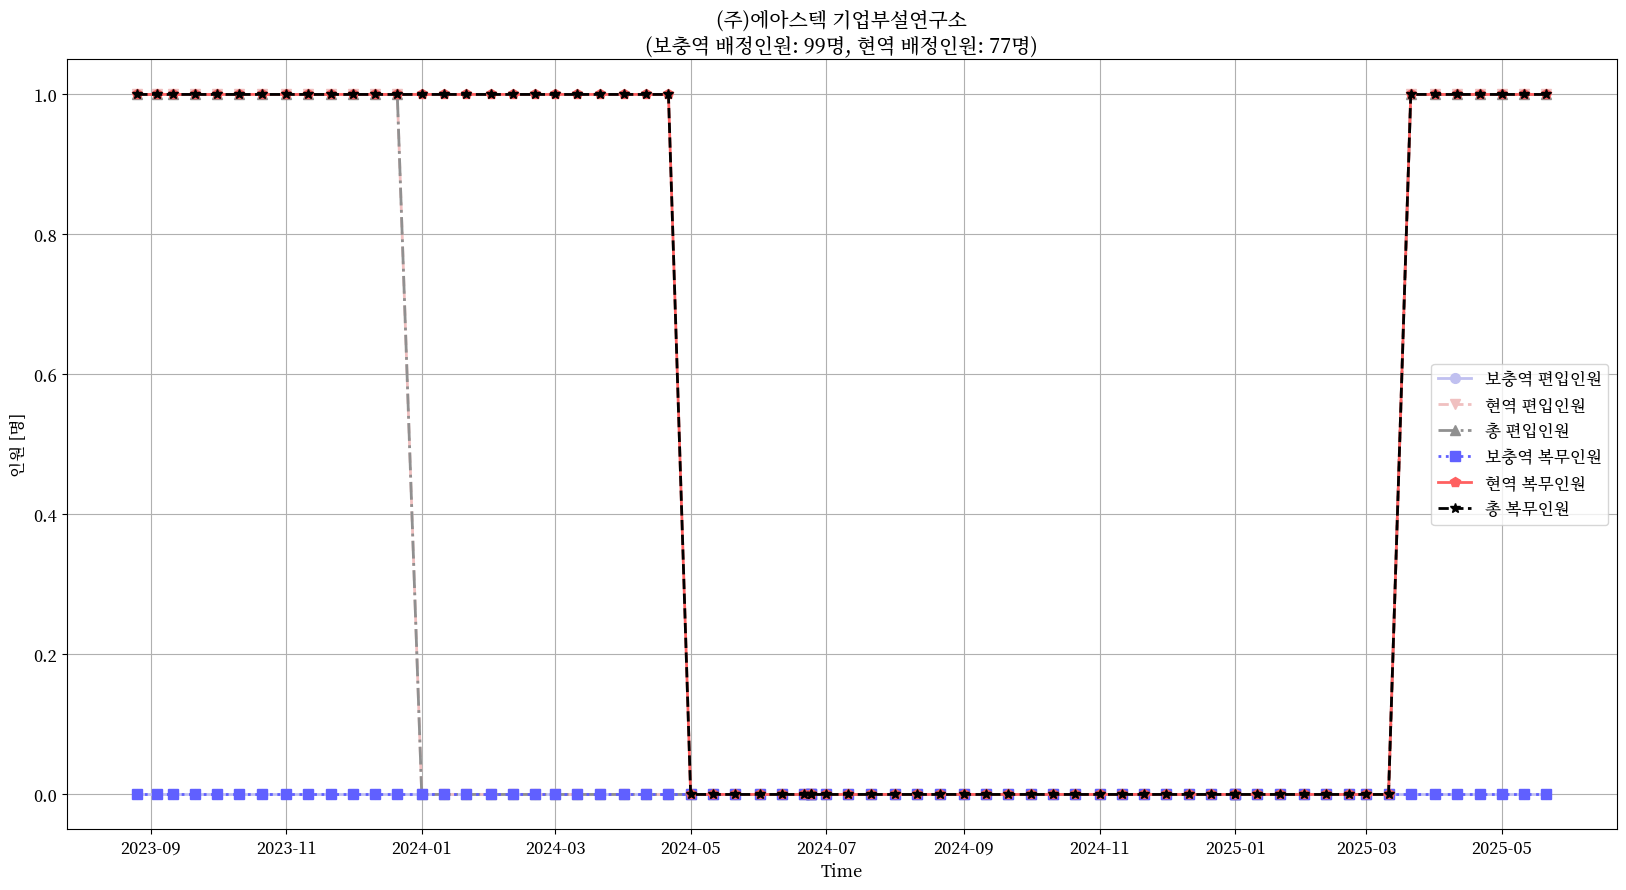 (주)에아스텍 기업부설연구소
(보충역 배정인원: 99명, 현역 배정인원: 77명)
1.0
0.8
0.6
0.4
0.2
0.0
인원 [명]
보충역 편입인원
현역 편입인원
총 편입인원
보충역 복무인원
현역 복무인원
총 복무인원
2023-09
2023-11
2024-01
2024-03
2024-05
2024-07
2024-09
2024-11
2025-01
2025-03
2025-05
Time